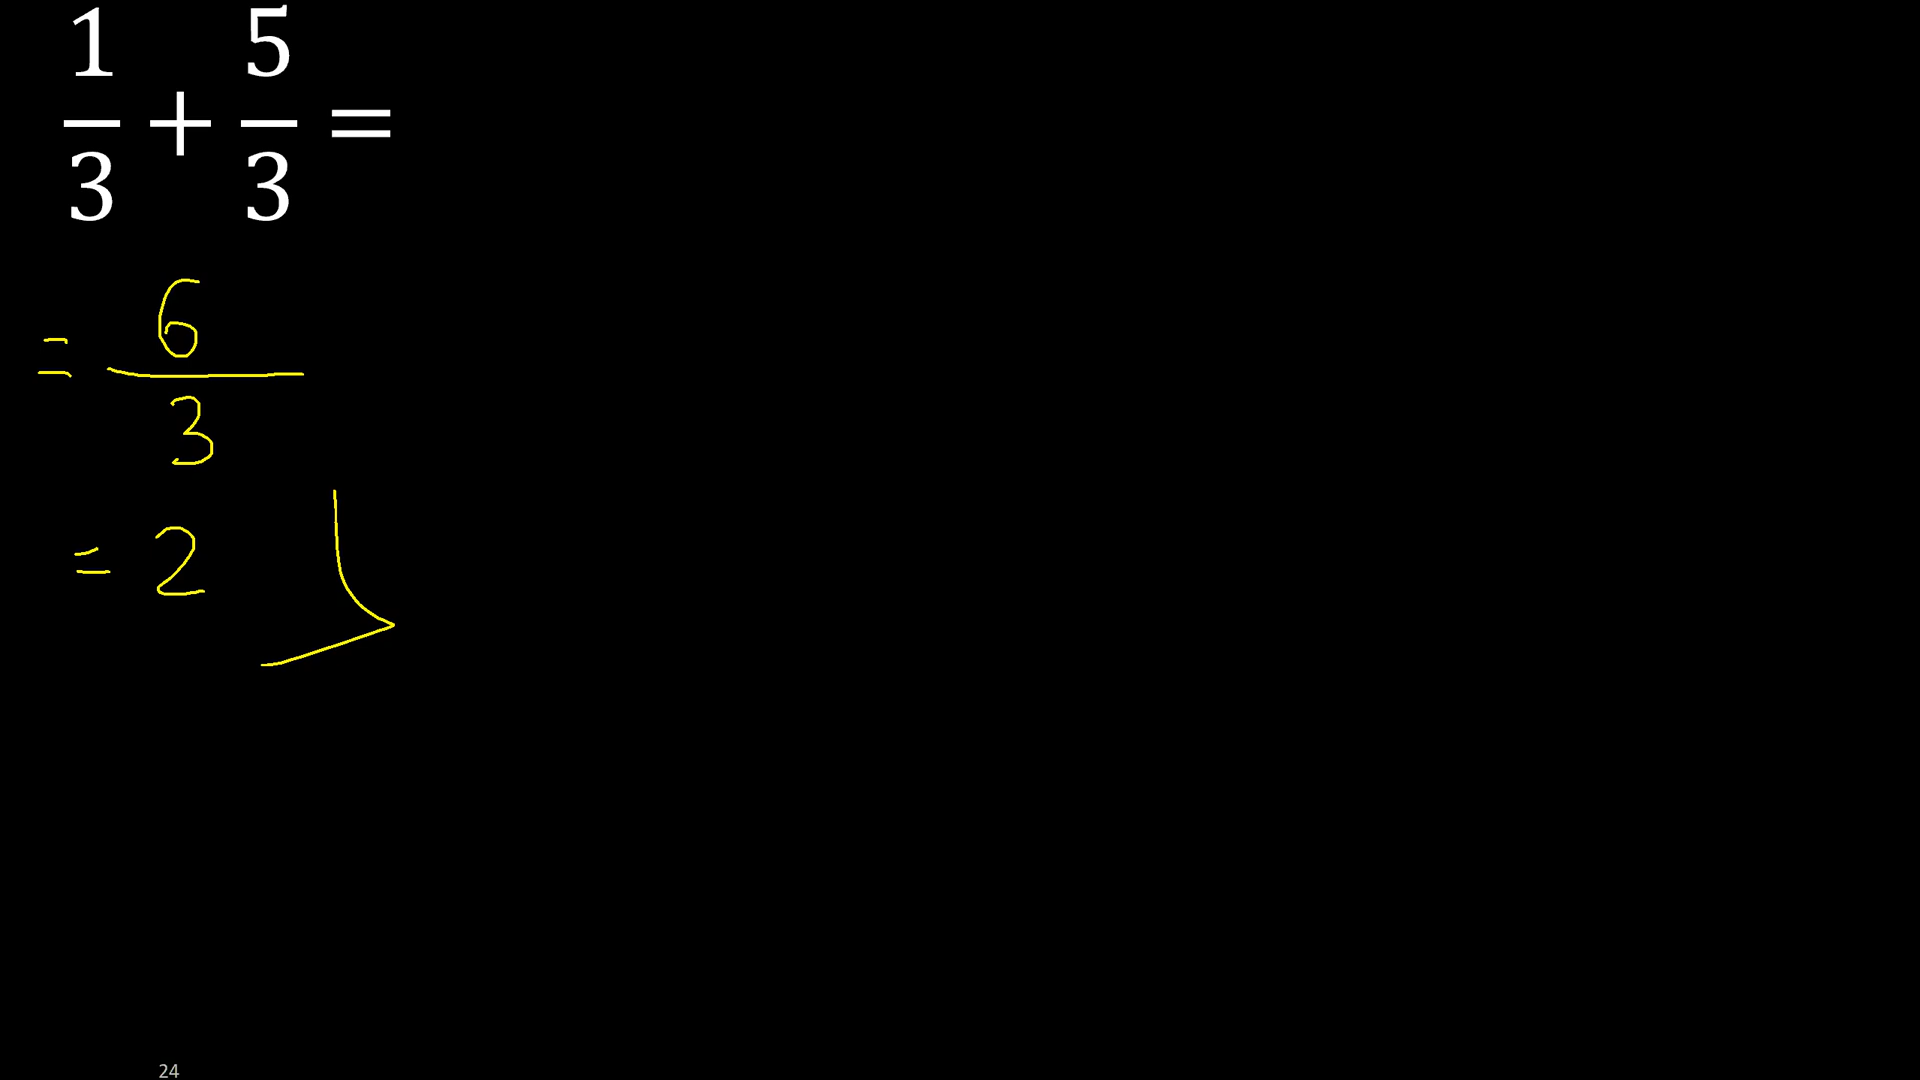 1/3 + 5/3 =
= 6/3
= 2
24